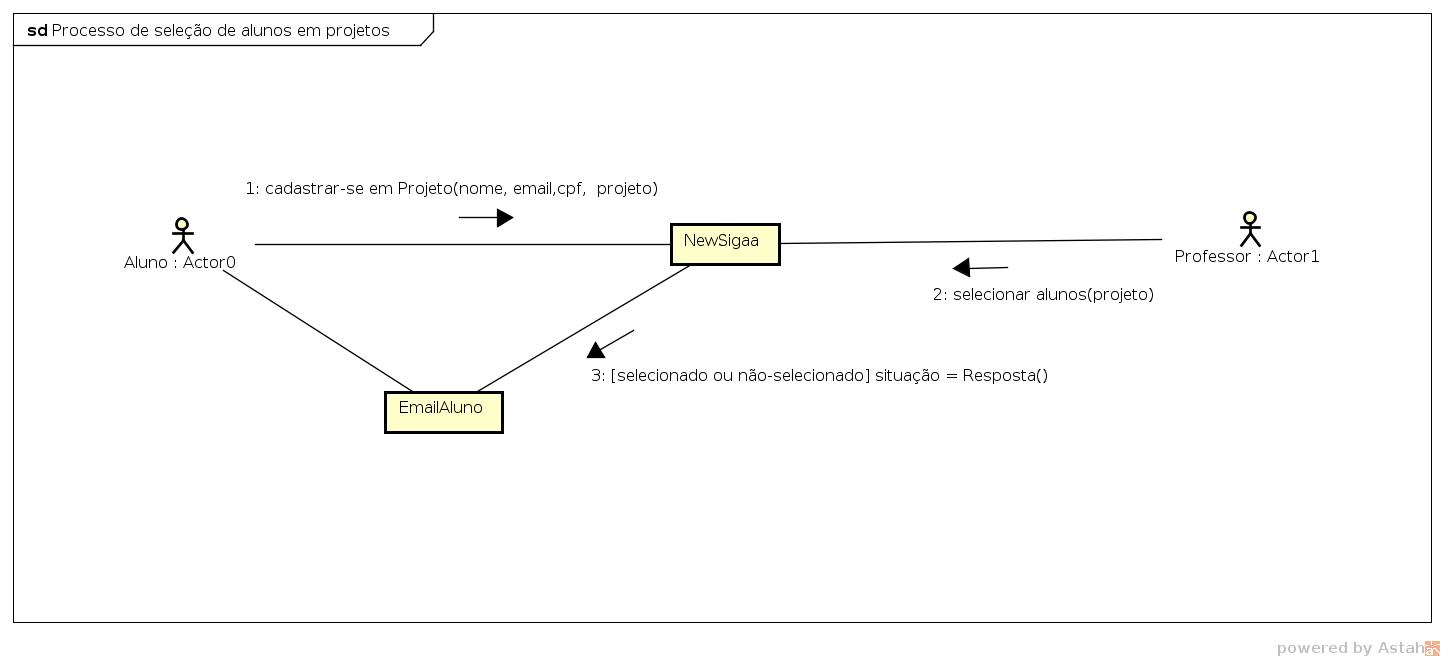 sd Processo de seleção de alunos em projetos
1: cadastrar-se em Projeto(nome, email,cpf,  projeto)
NewSigaa
Aluno : Actor0
Professor : Actor1
2: selecionar alunos(projeto)
3: [selecionado ou não-selecionado] situação = Resposta()
EmailAluno
powered by Astah